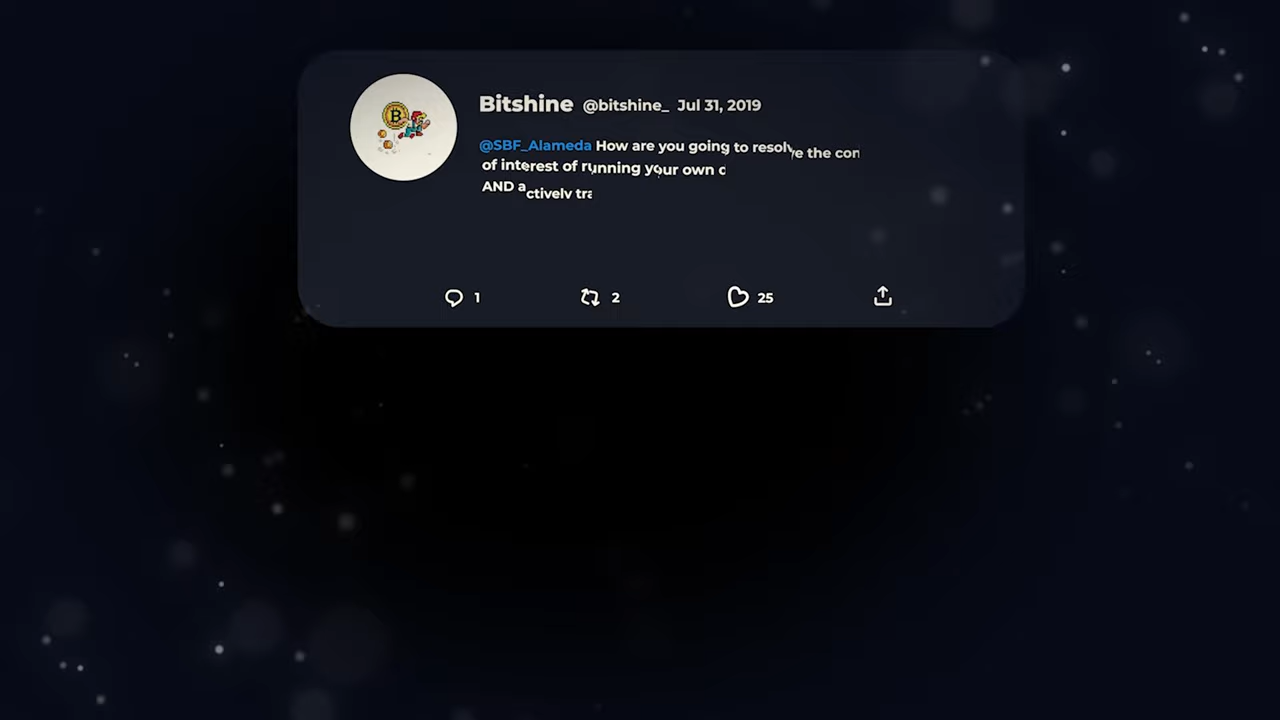 Bitshine @bitshine_ Jul 31, 2019
@SBF_Alameda How are you going to resolve the
of interest of running your own
AND actively
1 2 25